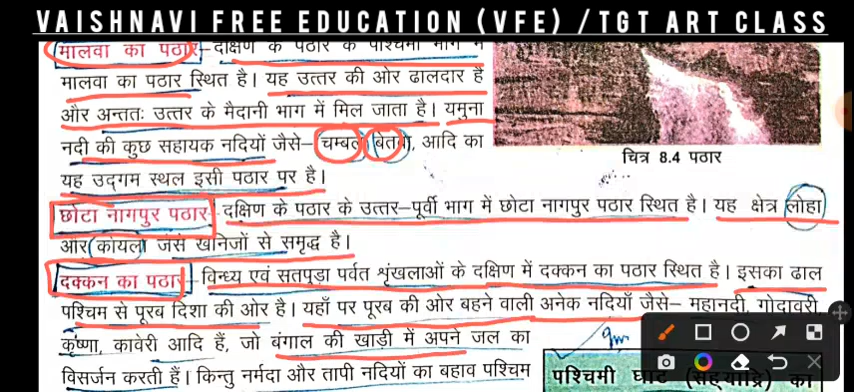 VAISHNAVI FREE EDUCATION (VFE) / TGT ART CLASS
मालवा का पठार–दक्षिण के पठार के पश्चिमी भाग में
मालवा का पठार स्थित है। यह उत्तर की ओर ढालदार है
और अन्ततः उत्तर के मैदानी भाग में मिल जाता है। यमुना
नदी की कुछ सहायक नदियों जैसे– चम्बल, बेतवा, आदि का
यह उद्गम स्थल इसी पठार पर है।
चित्र 8.4 पठार
छोटा नागपुर पठार– दक्षिण के पठार के उत्तर–पूर्वी भाग में छोटा नागपुर पठार स्थित है। यह क्षेत्र लोहा
और कोयला जैसे खनिजों से समृद्ध है।
दक्कन का पठार– विन्ध्य एवं सतपूड़ा पर्वत शृंखलाओं के दक्षिण में दक्कन का पठार स्थित है। इसका ढाल
पश्चिम से पूरब दिशा की ओर है। यहाँ पर पूरब की ओर बहने वाली अनेक नदियाँ जैसे– महानदी, गोदावरी,
कृष्णा, कावेरी आदि हैं, जो बंगाल की खाड़ी में अपने जल का
विसर्जन करती हैं। किन्तु नर्मदा और तापी नदियों का बहाव पश्चिम
पश्चिमी घाट (सह्याद्रि) का